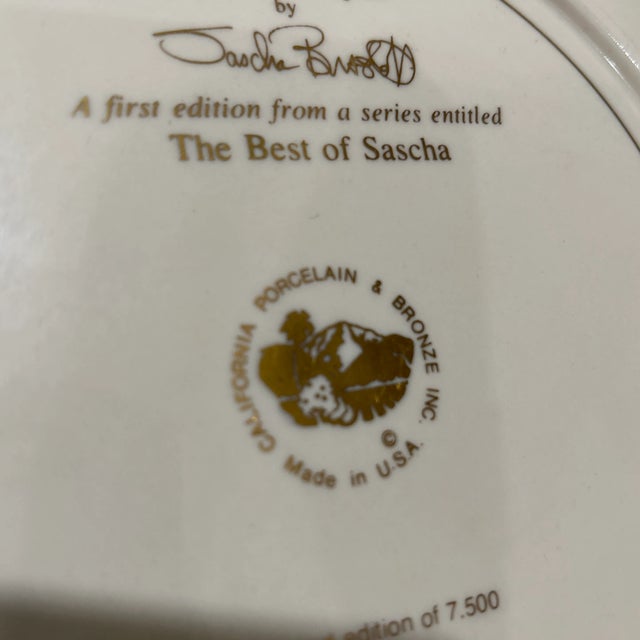 by
Sascha
A first edition from a series entitled
The Best of Sascha
CALIFORNIA PORCELAIN & BRONZE INC.
©
Made in U.S.A.
edition of 7.500